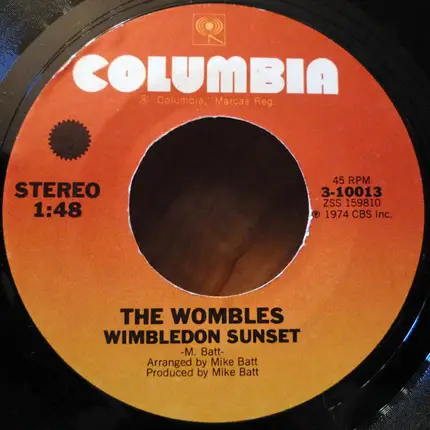 COLUMBIA
® Columbia, Marcas Reg.
STEREO
1:48
45 RPM
3-10013
ZSS 159810
℗ 1974 CBS Inc.
THE WOMBLES
WIMBLEDON SUNSET
-M. Batt-
Arranged by Mike Batt
Produced by Mike Batt